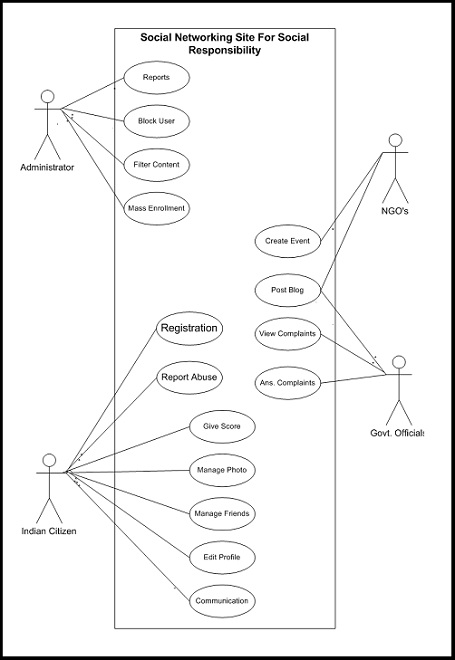 Social Networking Site For Social
Responsibility
Reports
Block User
Administrator
Filter Content
Mass Enrollment
NGO's
Create Event
Post Blog
Registration
View Complaints
Report Abuse
Ans. Complaints
Govt. Officials
Give Score
Manage Photo
Manage Friends
Indian Citizen
Edit Profile
Communication